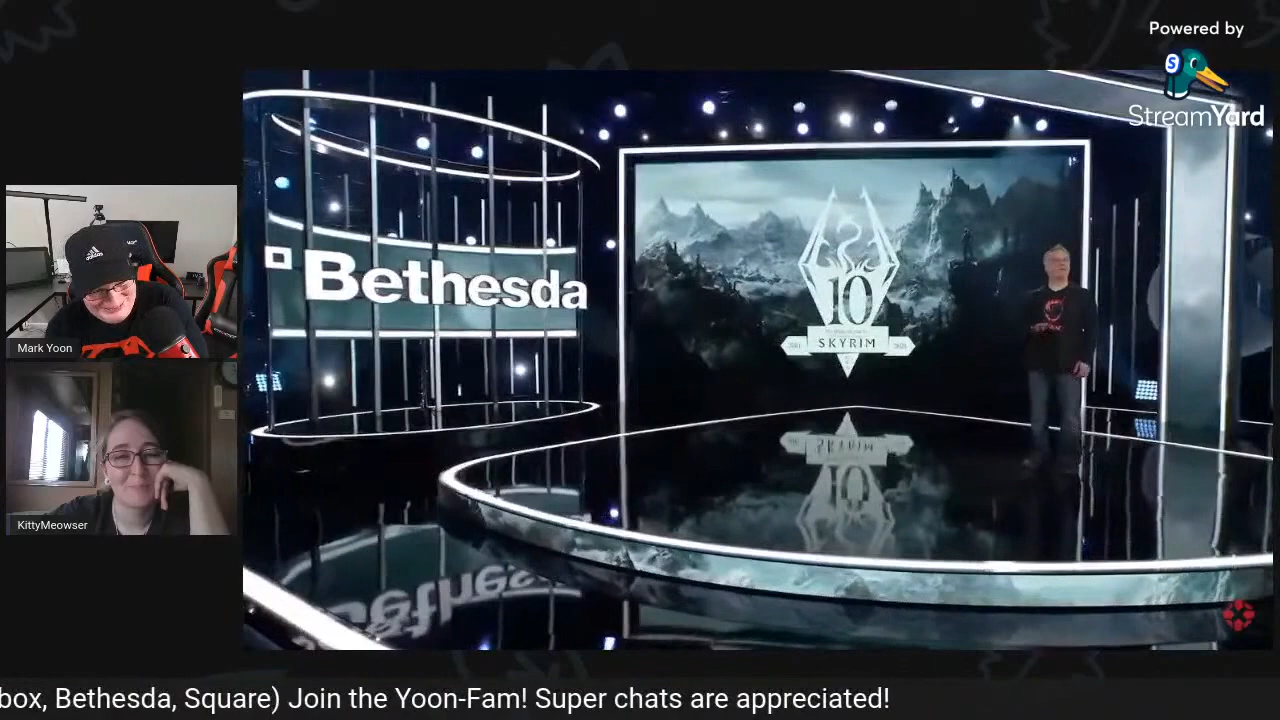 Powered by
StreamYard
Bethesda
10
SKYRIM
Mark Yoon
KittyMeowser
box, Bethesda, Square) Join the Yoon-Fam! Super chats are appreciated!